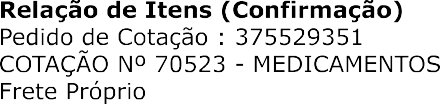 Relação de Itens (Confirmação)
Pedido de Cotação : 375529351
COTAÇÃO Nº 70523 - MEDICAMENTOS
Frete Próprio